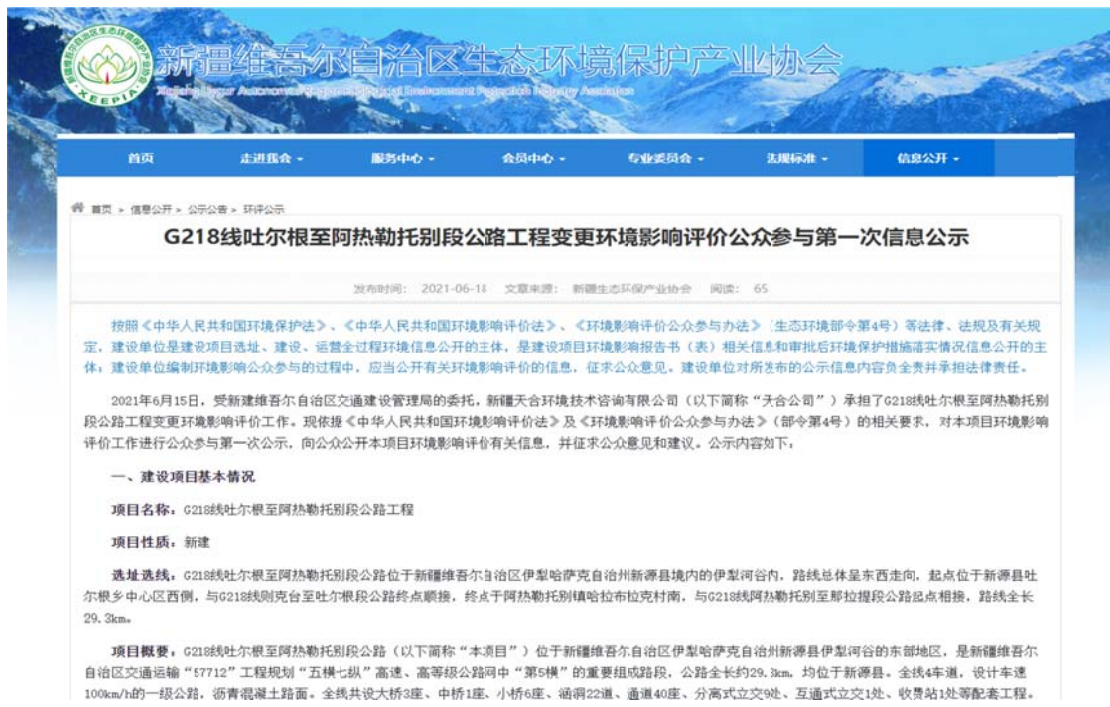 新疆维吾尔自治区生态环境保护产业协会
XEEPIA
首页 走进我会 服务中心 会员中心 专业委员会 法规标准 信息公开
首页 > 信息公开 > 公示公告 > 环评公示
G218线吐尔根至阿热勒托别段公路工程变更环境影响评价公众参与第一次信息公示
发布时间： 2021-06-18 文章来源： 新疆生态环保产业协会 阅读： 65
按照《中华人民共和国环境保护法》、《中华人民共和国环境影响评价法》、《环境影响评价公众参与办法》（生态环境部令第4号）等法律、法规及有关规
定，建设单位是建设项目选址、建设、运营全过程环境信息公开的主体，是建设项目环境影响报告书（表）相关信息和审批后环境保护措施落实情况信息公开的主
体；建设单位编制环境影响公众参与的过程中，应当公开有关环境影响评价的信息，征求公众意见。建设单位对所发布的公示信息内容负全责并承担法律责任。
2021年6月15日，受新建维吾尔自治区交通建设管理局的委托，新疆天合环境技术咨询有限公司（以下简称“天合公司”）承担了G218线吐尔根至阿热勒托别
段公路工程变更环境影响评价工作。现依据《中华人民共和国环境影响评价法》及《环境影响评价公众参与办法》（部令第4号）的相关要求，对本项目环境影响
评价工作进行公众参与第一次公示，向公众公开本项目环境影响评价有关信息，并征求公众意见和建议。公示内容如下：
一、建设项目基本情况
项目名称：G218线吐尔根至阿热勒托别段公路工程
项目性质：新建
选址选线：G218线吐尔根至阿热勒托别段公路位于新疆维吾尔自治区伊犁哈萨克自治州新源县境内的伊犁河谷内，路线总体呈东西走向，起点位于新源县吐
尔根乡中心区西侧，与G218线则克台至吐尔根段公路终点顺接，终点于阿热勒托别镇哈拉布拉克村南，与G218线阿热勒托别至那拉提段公路起点相接，路线全长
29.3km。
项目概要：G218线吐尔根至阿热勒托别段公路（以下简称“本项目”）位于新疆维吾尔自治区伊犁哈萨克自治州新源县伊犁河谷的东部地区，是新疆维吾尔
自治区交通运输“57712”工程规划“五横七纵”高速、高等级公路网中“第5横”的重要组成路段，公路全长约29.3km，均位于新源县。全线4车道，设计车速
100km/h的一级公路，沥青混凝土路面。全线共设大桥3座、中桥1座、小桥6座、涵洞22道、通道40座、分离式立交9处、互通式立交1处、收费站1处等配套工程。